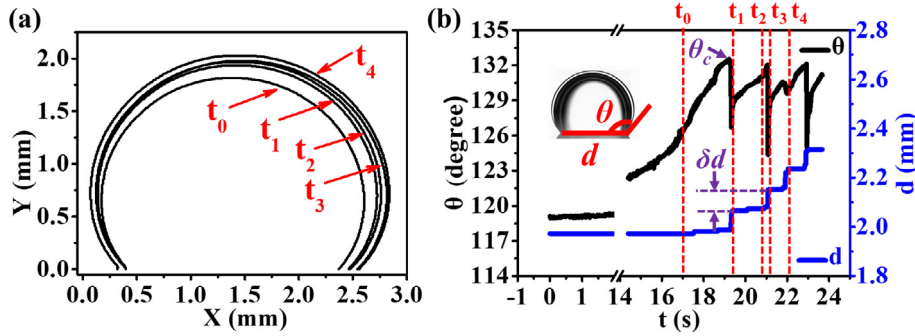 (a)
Y (mm)
2.0
1.5
1.0
0.5
0.0
t4
t0
t1
t2
t3
0.0 0.5 1.0 1.5 2.0 2.5 3.0
X (mm)
(b)
t0 t1 t2 t3 t4
θ (degree)
135
132
129
126
123
120
117
114
θc
θ
θ
d
δd
d
2.8
2.6
2.4
2.2
2.0
1.8
d (mm)
-1 0 1 14 16 18 20 22 24
t (s)